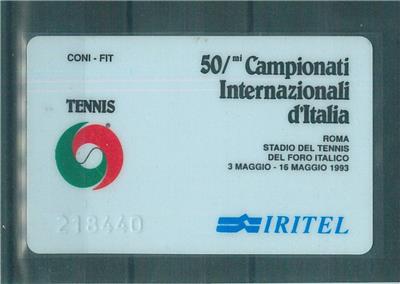 CONI - FIT
50/mi Campionati
Internazionali
d'Italia
TENNIS
ROMA
STADIO DEL TENNIS
DEL FORO ITALICO
3 MAGGIO - 16 MAGGIO 1993
218440
IRITEL